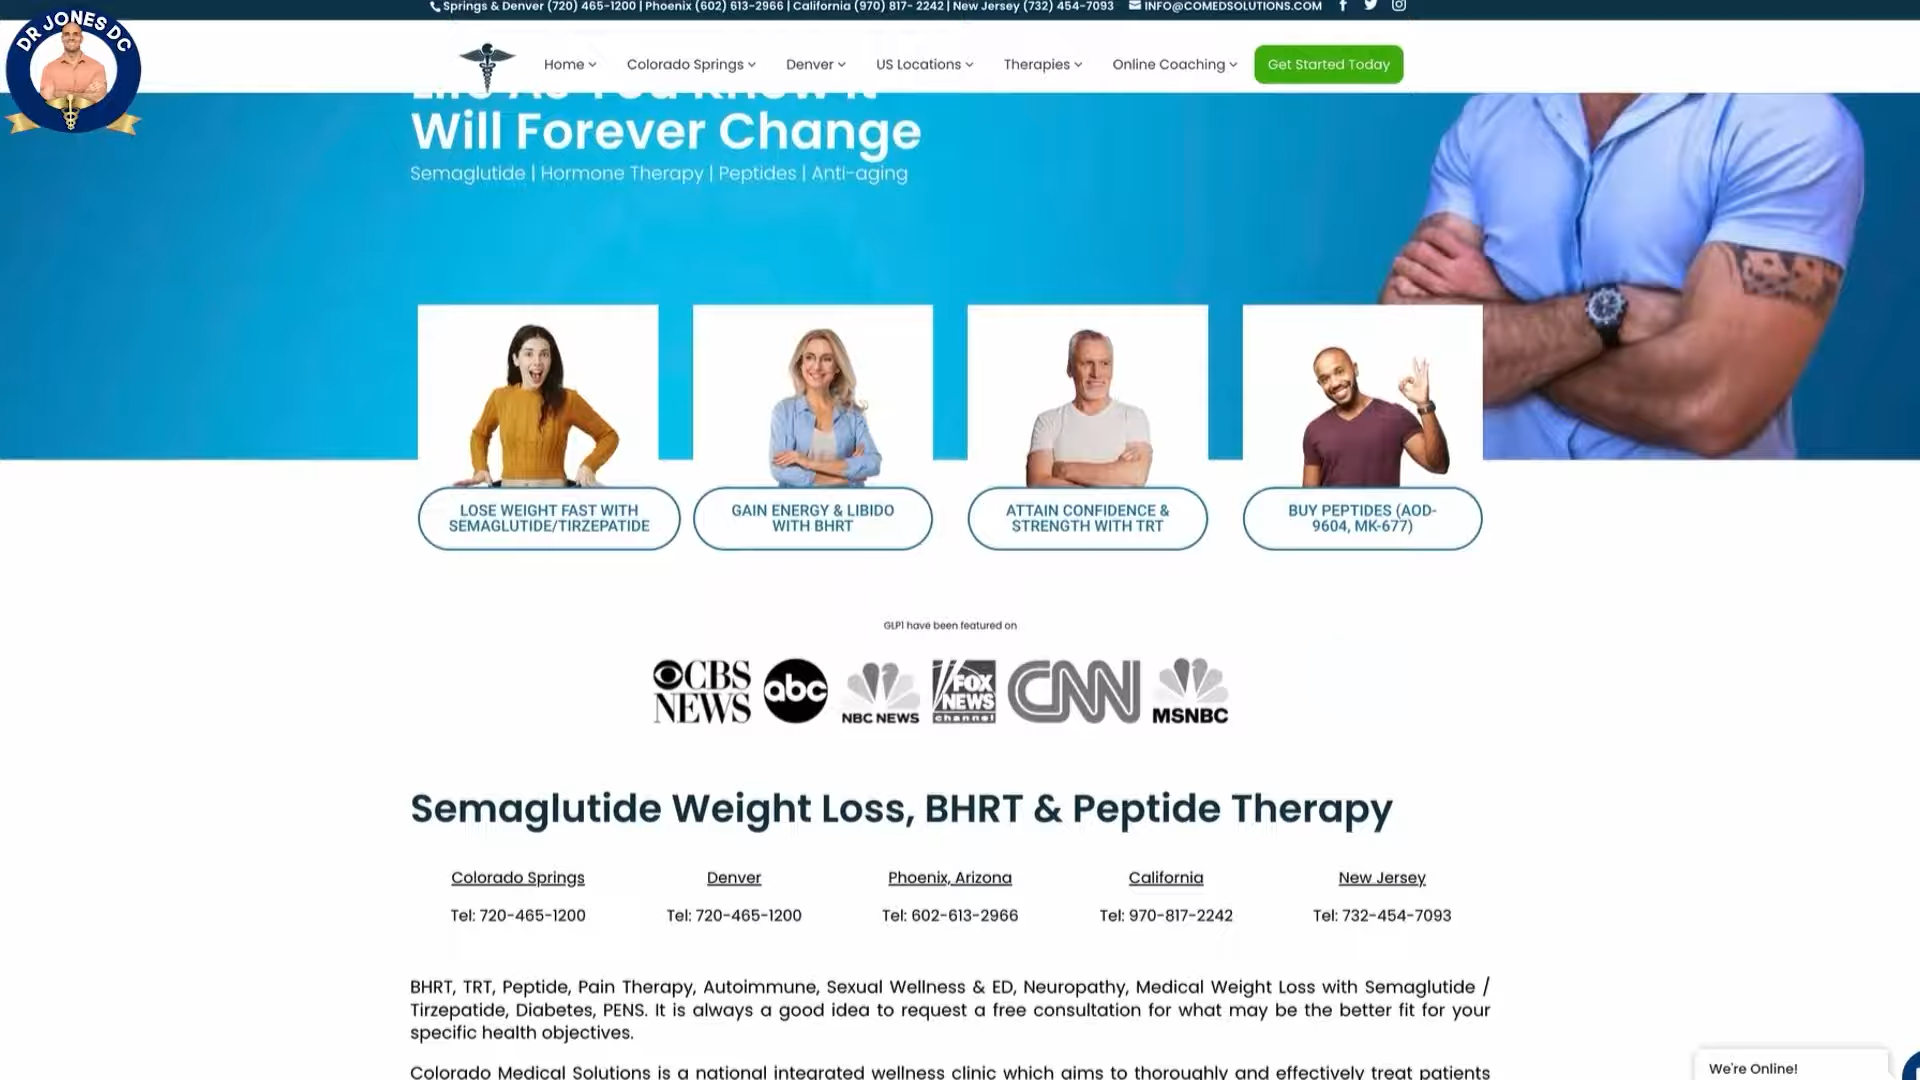 Springs & Denver (720) 465-1200 | Phoenix (602) 613-2966 | California (970) 817- 2242 | New Jersey (732) 454-7093 INFO@COMEDSOLUTIONS.COM
DR JONES DC
Home Colorado Springs Denver US Locations Therapies Online Coaching Get Started Today
Life As You Know It
Will Forever Change
Semaglutide | Hormone Therapy | Peptides | Anti-aging
LOSE WEIGHT FAST WITH
SEMAGLUTIDE/TIRZEPATIDE
GAIN ENERGY & LIBIDO
WITH BHRT
ATTAIN CONFIDENCE &
STRENGTH WITH TRT
BUY PEPTIDES (AOD-
9604, MK-677)
GLP1 have been featured on
CBS NEWS abc NBC NEWS FOX NEWS channel CNN MSNBC
Semaglutide Weight Loss, BHRT & Peptide Therapy
Colorado Springs Denver Phoenix, Arizona California New Jersey
Tel: 720-465-1200 Tel: 720-465-1200 Tel: 602-613-2966 Tel: 970-817-2242 Tel: 732-454-7093
BHRT, TRT, Peptide, Pain Therapy, Autoimmune, Sexual Wellness & ED, Neuropathy, Medical Weight Loss with Semaglutide /
Tirzepatide, Diabetes, PENS. It is always a good idea to request a free consultation for what may be the better fit for your
specific health objectives.
Colorado Medical Solutions is a national integrated wellness clinic which aims to thoroughly and effectively treat patients
We're Online!